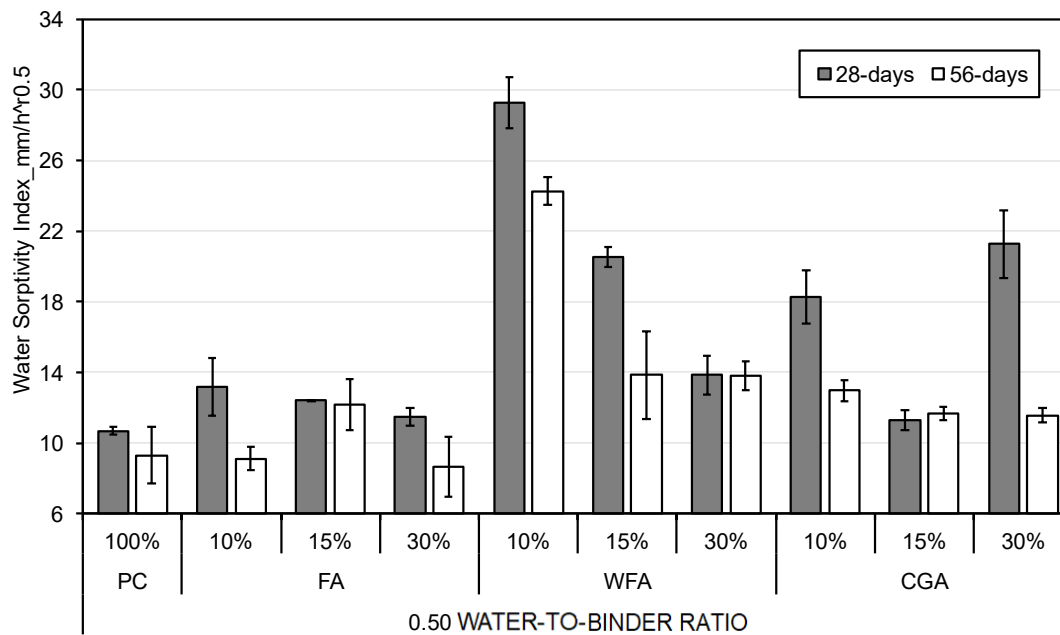 Water Sorptivity Index_mm/h^r0.5
34
30
26
22
18
14
10
6
28-days
56-days
100% 10% 15% 30% 10% 15% 30% 10% 15% 30%
PC FA WFA CGA
0.50 WATER-TO-BINDER RATIO